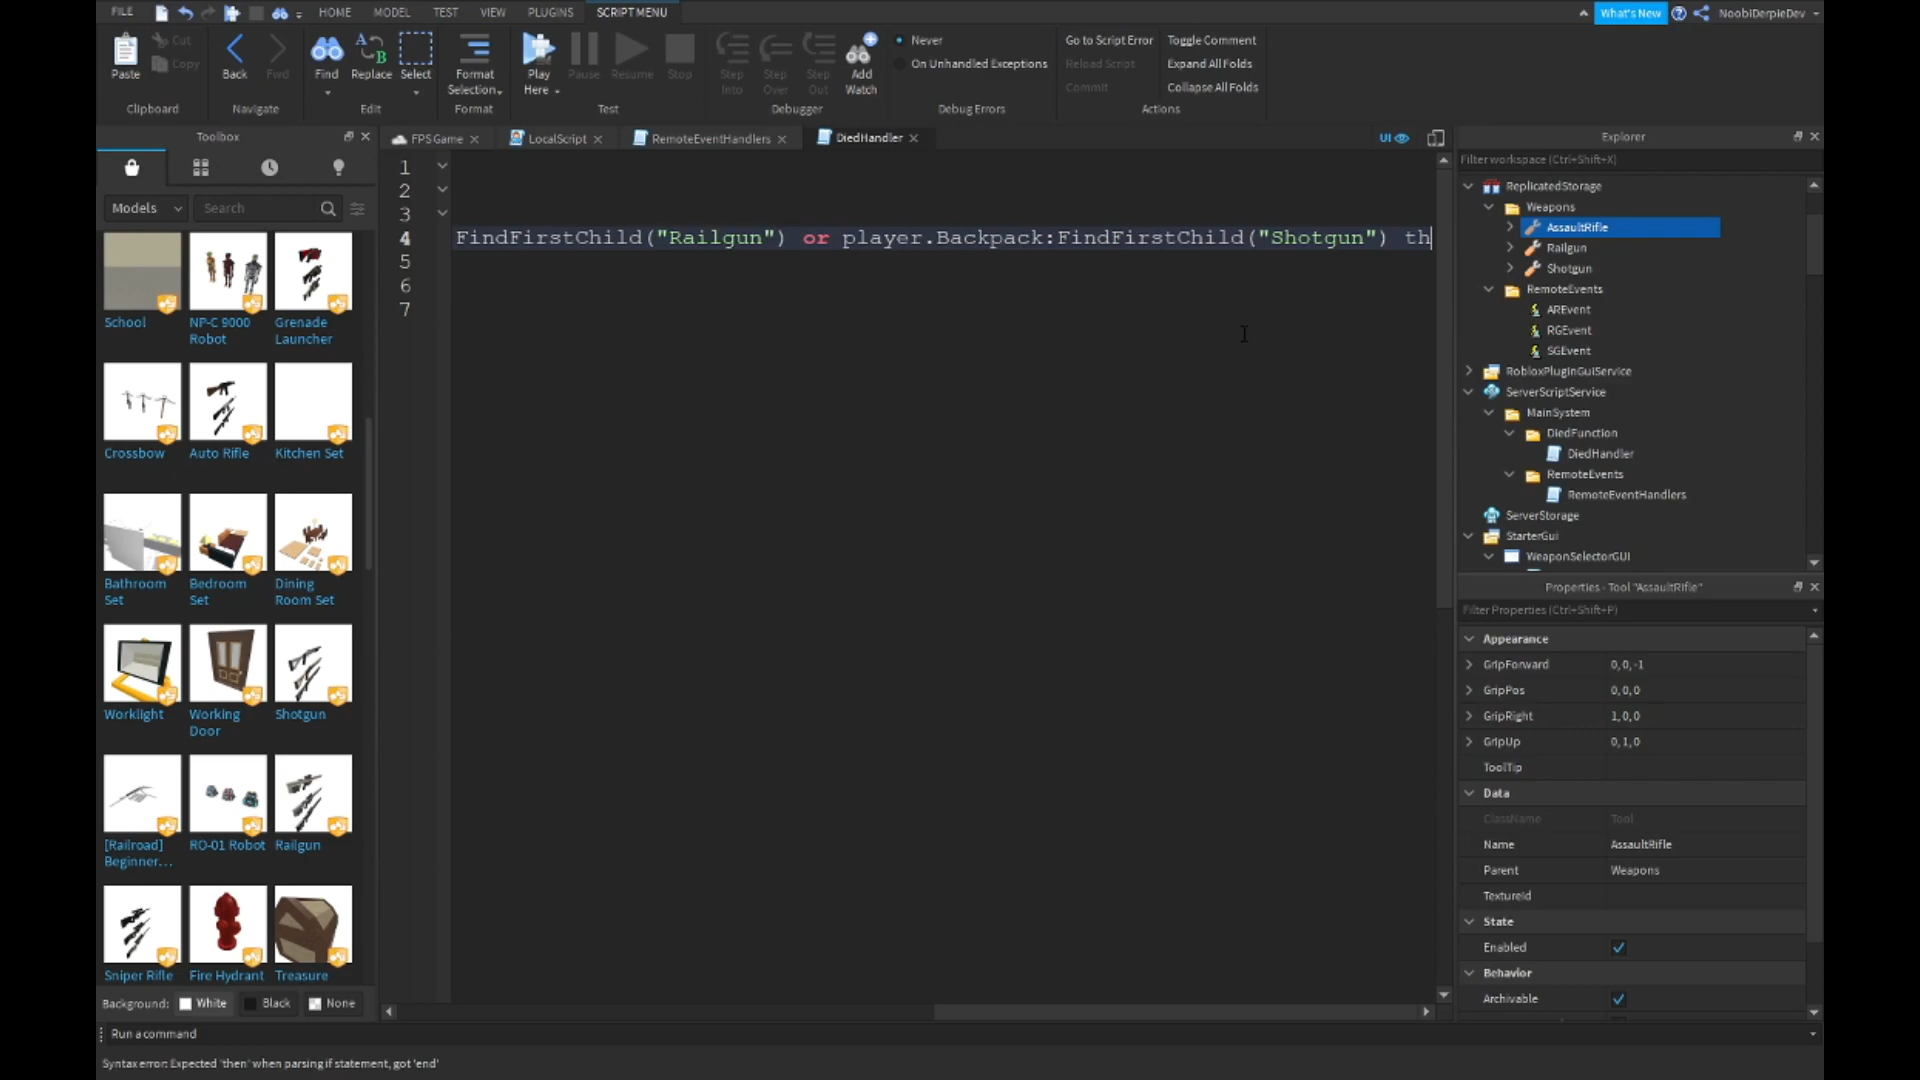 FILE HOME MODEL TEST VIEW PLUGINS SCRIPT MENU What's New NoobiDerpieDev
Paste Cut Copy Back Fwd Find Replace Select Format Selection Play Here Pause Resume Stop Step Into Step Over Step Out Add Watch Never On Unhandled Exceptions Go to Script Error Reload Script Commit Toggle Comment Expand All Folds Collapse All Folds
Clipboard Navigate Edit Format Test Debugger Debug Errors Actions
Toolbox
Models Search
School
NP-C 9000 Robot
Grenade Launcher
Crossbow
Auto Rifle
Kitchen Set
Bathroom Set
Bedroom Set
Dining Room Set
Worklight
Working Door
Shotgun
[Railroad] Beginner...
RO-01 Robot
Railgun
Sniper Rifle
Fire Hydrant
Treasure
Background: White Black None
FPS Game LocalScript RemoteEventHandlers DiedHandler UI
1
2
3
4 FindFirstChild("Railgun") or player.Backpack:FindFirstChild("Shotgun") th
5
6
7
Explorer
Filter workspace (Ctrl+Shift+X)
ReplicatedStorage
Weapons
AssaultRifle
Railgun
Shotgun
RemoteEvents
AREvent
RGEvent
SGEvent
RobloxPluginGuiService
ServerScriptService
MainSystem
DiedFunction
DiedHandler
RemoteEvents
RemoteEventHandlers
ServerStorage
StarterGui
WeaponSelectorGUI
Properties - Tool "AssaultRifle"
Filter Properties (Ctrl+Shift+P)
Appearance
GripForward 0, 0, -1
GripPos 0, 0, 0
GripRight 1, 0, 0
GripUp 0, 1, 0
ToolTip
Data
ClassName Tool
Name AssaultRifle
Parent Weapons
TextureId
State
Enabled
Behavior
Archivable
Run a command
Syntax error: Expected 'then' when parsing if statement, got 'end'